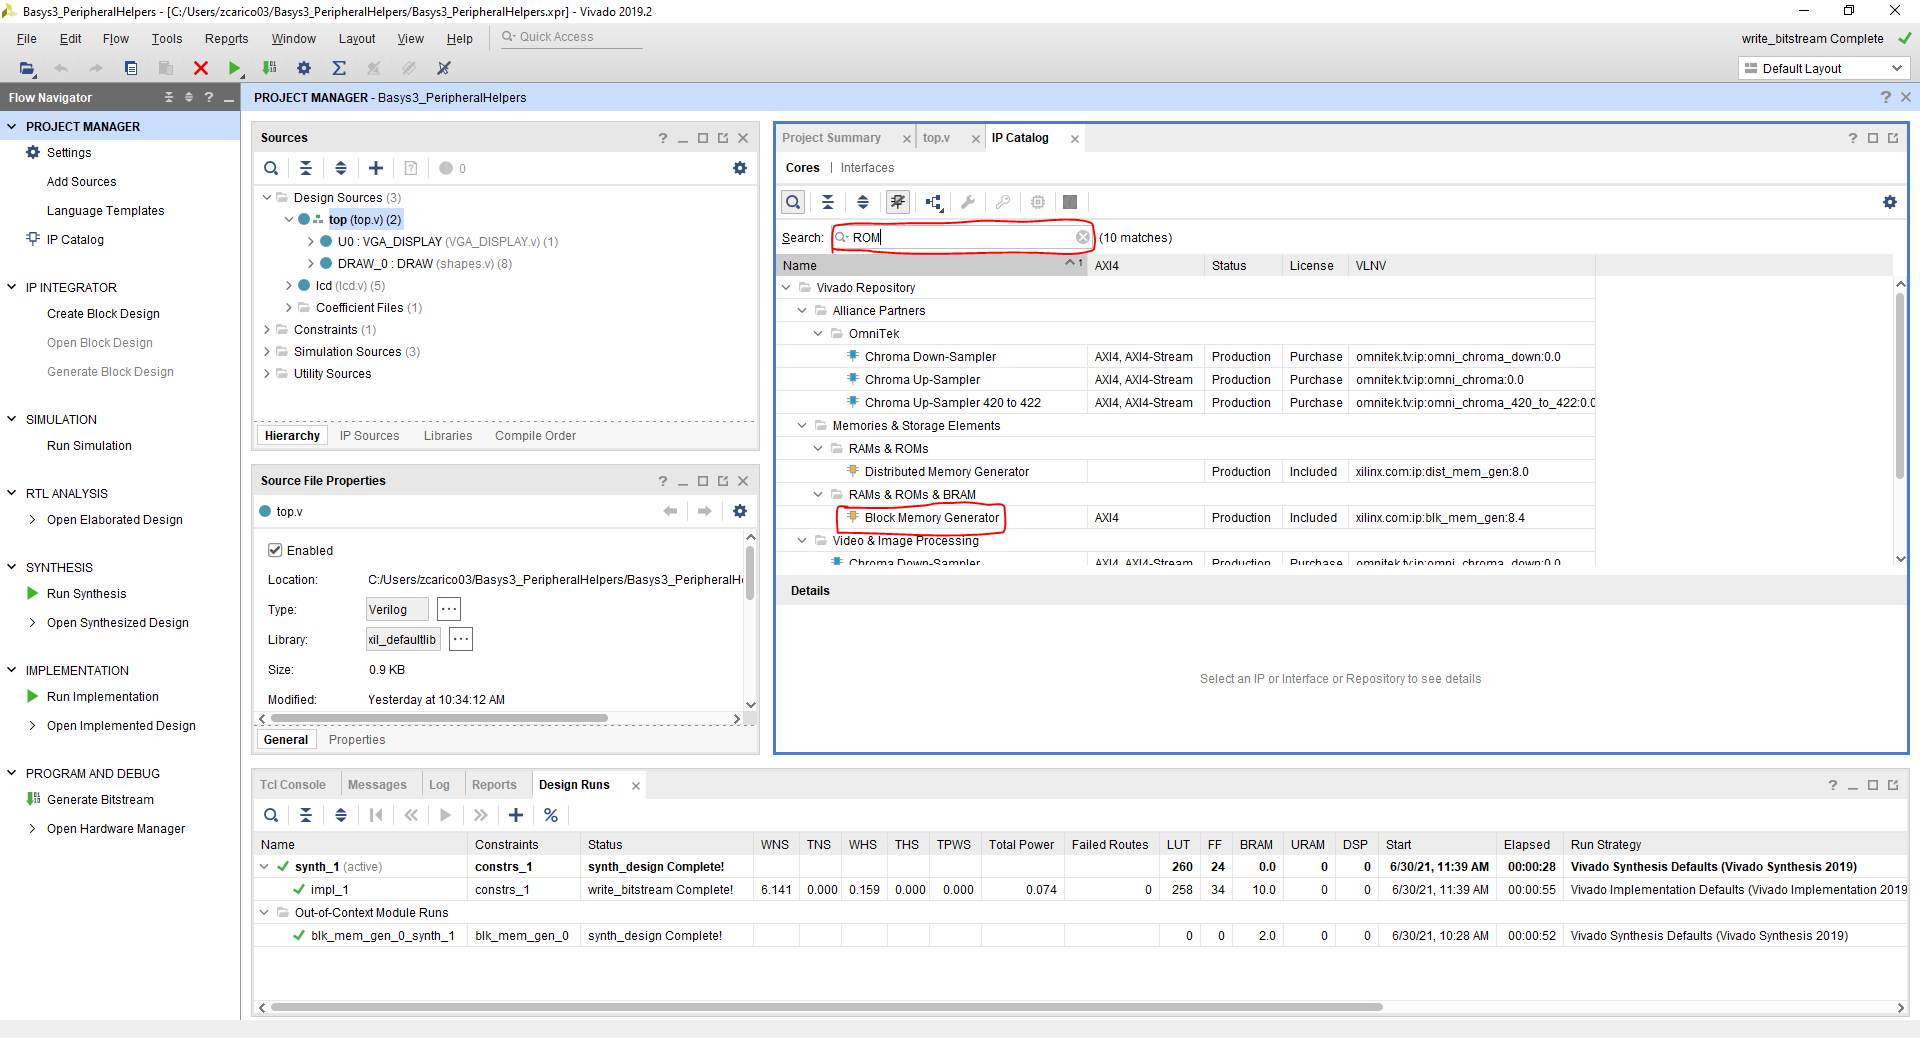 Basys3_PeripheralHelpers - [C:/Users/zcarico03/Basys3_PeripheralHelpers/Basys3_PeripheralHelpers.xpr] - Vivado 2019.2
File Edit Flow Tools Reports Window Layout View Help Quick Access
write_bitstream Complete
Default Layout
Flow Navigator
PROJECT MANAGER
Settings
Add Sources
Language Templates
IP Catalog
IP INTEGRATOR
Create Block Design
Open Block Design
Generate Block Design
SIMULATION
Run Simulation
RTL ANALYSIS
Open Elaborated Design
SYNTHESIS
Run Synthesis
Open Synthesized Design
IMPLEMENTATION
Run Implementation
Open Implemented Design
PROGRAM AND DEBUG
Generate Bitstream
Open Hardware Manager
PROJECT MANAGER - Basys3_PeripheralHelpers
Sources
0
Design Sources (3)
top (top.v) (2)
U0 : VGA_DISPLAY (VGA_DISPLAY.v) (1)
DRAW_0 : DRAW (shapes.v) (8)
lcd (lcd.v) (5)
Coefficient Files (1)
Constraints (1)
Simulation Sources (3)
Utility Sources
Hierarchy IP Sources Libraries Compile Order
Source File Properties
top.v
Enabled
Location: C:/Users/zcarico03/Basys3_PeripheralHelpers/Basys3_PeripheralHe
Type: Verilog ...
Library: xil_defaultlib ...
Size: 0.9 KB
Modified: Yesterday at 10:34:12 AM
General Properties
Project Summary top.v IP Catalog
Cores | Interfaces
Search: ROM (10 matches)
Name 1 AXI4 Status License VLNV
Vivado Repository
Alliance Partners
OmniTek
Chroma Down-Sampler AXI4, AXI4-Stream Production Purchase omnitek.tv:ip:omni_chroma_down:0.0
Chroma Up-Sampler AXI4, AXI4-Stream Production Purchase omnitek.tv:ip:omni_chroma:0.0
Chroma Up-Sampler 420 to 422 AXI4, AXI4-Stream Production Purchase omnitek.tv:ip:omni_chroma_420_to_422:0.0
Memories & Storage Elements
RAMs & ROMs
Distributed Memory Generator Production Included xilinx.com:ip:dist_mem_gen:8.0
RAMs & ROMs & BRAM
Block Memory Generator AXI4 Production Included xilinx.com:ip:blk_mem_gen:8.4
Video & Image Processing
Chroma Down-Sampler AXI4, AXI4-Stream Production Purchase omnitek.tv:ip:omni_chroma_down:0.0
Details
Select an IP or Interface or Repository to see details
Tcl Console Messages Log Reports Design Runs
Name Constraints Status WNS TNS WHS THS TPWS Total Power Failed Routes LUT FF BRAM URAM DSP Start Elapsed Run Strategy
synth_1 (active) constrs_1 synth_design Complete! 260 24 0.0 0 0 6/30/21, 11:39 AM 00:00:28 Vivado Synthesis Defaults (Vivado Synthesis 2019)
impl_1 constrs_1 write_bitstream Complete! 6.141 0.000 0.159 0.000 0.000 0.074 0 258 34 10.0 0 0 6/30/21, 11:39 AM 00:00:55 Vivado Implementation Defaults (Vivado Implementation 2019
Out-of-Context Module Runs
blk_mem_gen_0_synth_1 blk_mem_gen_0 synth_design Complete! 0 0 2.0 0 0 6/30/21, 10:28 AM 00:00:52 Vivado Synthesis Defaults (Vivado Synthesis 2019)